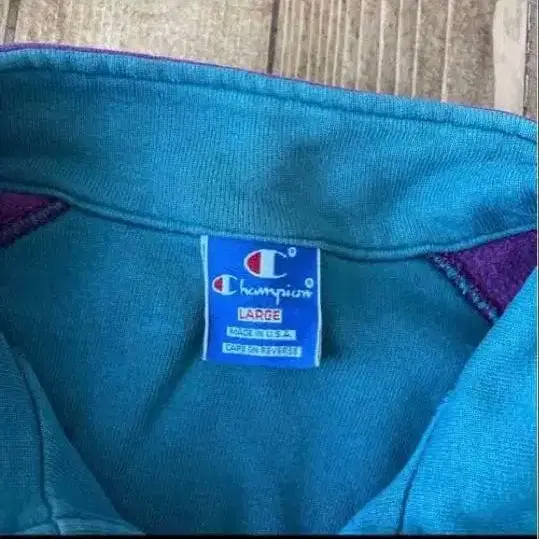 Champion
LARGE
MADE IN U.S.A.
CARE ON REVERSE